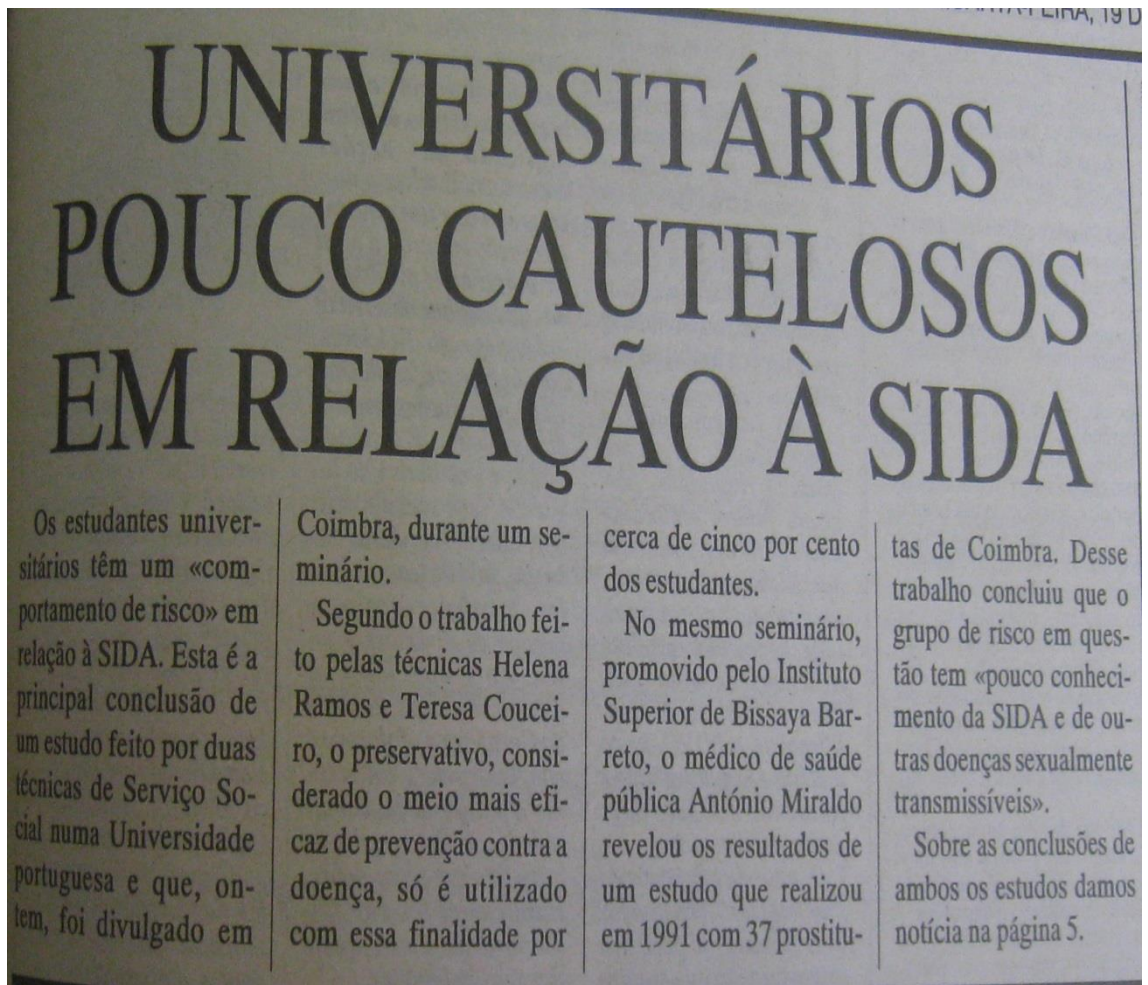 -FEIRA, 19 D
UNIVERSITÁRIOS
POUCO CAUTELOSOS
EM RELAÇÃO À SIDA
Os estudantes univer-
sitários têm um «com-
portamento de risco» em
relação à SIDA. Esta é a
principal conclusão de
um estudo feito por duas
técnicas de Serviço So-
cial numa Universidade
portuguesa e que, on-
tem, foi divulgado em
Coimbra, durante um se-
minário.
Segundo o trabalho fei-
to pelas técnicas Helena
Ramos e Teresa Coucei-
ro, o preservativo, consi-
derado o meio mais efi-
caz de prevenção contra a
doença, só é utilizado
com essa finalidade por
cerca de cinco por cento
dos estudantes.
No mesmo seminário,
promovido pelo Instituto
Superior de Bissaya Bar-
reto, o médico de saúde
pública António Miraldo
revelou os resultados de
um estudo que realizou
em 1991 com 37 prostitu-
tas de Coimbra. Desse
trabalho concluiu que o
grupo de risco em ques-
tão tem «pouco conheci-
mento da SIDA e de ou-
tras doenças sexualmente
transmissíveis».
Sobre as conclusões de
ambos os estudos damos
notícia na página 5.